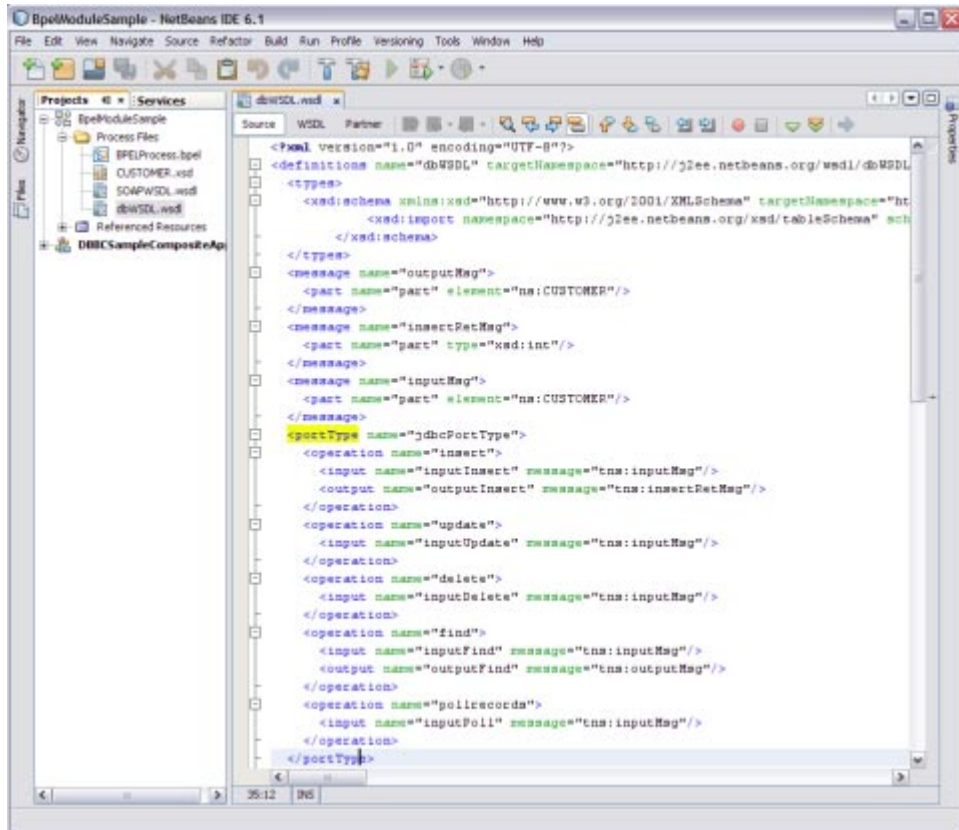 BpelModuleSample - NetBeans IDE 6.1
File Edit View Navigate Source Refactor Build Run Profile Versioning Tools Window Help
Projects Services
dbWSDL.wsdl
Navigator
Files
Properties
BpelModuleSample
Process Files
BPELProcess.bpel
CUSTOMER.xsd
SOAPWSDL.wsdl
dbWSDL.wsdl
Referenced Resources
DBBCSampleCompositeAp
Source WSDL Partner
<?xml version="1.0" encoding="UTF-8"?>
<definitions name="dbWSDL" targetNamespace="http://j2ee.netbeans.org/wsdl/dbWSDL
<types>
<xsd:schema xmlns:xsd="http://www.w3.org/2001/XMLSchema" targetNamespace="ht
<xsd:import namespace="http://j2ee.netbeans.org/xsd/tableSchema" sch
</xsd:schema>
</types>
<message name="outputMsg">
<part name="part" element="ns:CUSTOMER"/>
</message>
<message name="insertRetMsg">
<part name="part" type="xsd:int"/>
</message>
<message name="inputMsg">
<part name="part" element="ns:CUSTOMER"/>
</message>
<portType name="jdbcPortType">
<operation name="insert">
<input name="inputInsert" message="tns:inputMsg"/>
<output name="outputInsert" message="tns:insertRetMsg"/>
</operation>
<operation name="update">
<input name="inputUpdate" message="tns:inputMsg"/>
</operation>
<operation name="delete">
<input name="inputDelete" message="tns:inputMsg"/>
</operation>
<operation name="find">
<input name="inputFind" message="tns:inputMsg"/>
<output name="outputFind" message="tns:outputMsg"/>
</operation>
<operation name="pollrecords">
<input name="inputPoll" message="tns:inputMsg"/>
</operation>
</portType>
35:12 INS